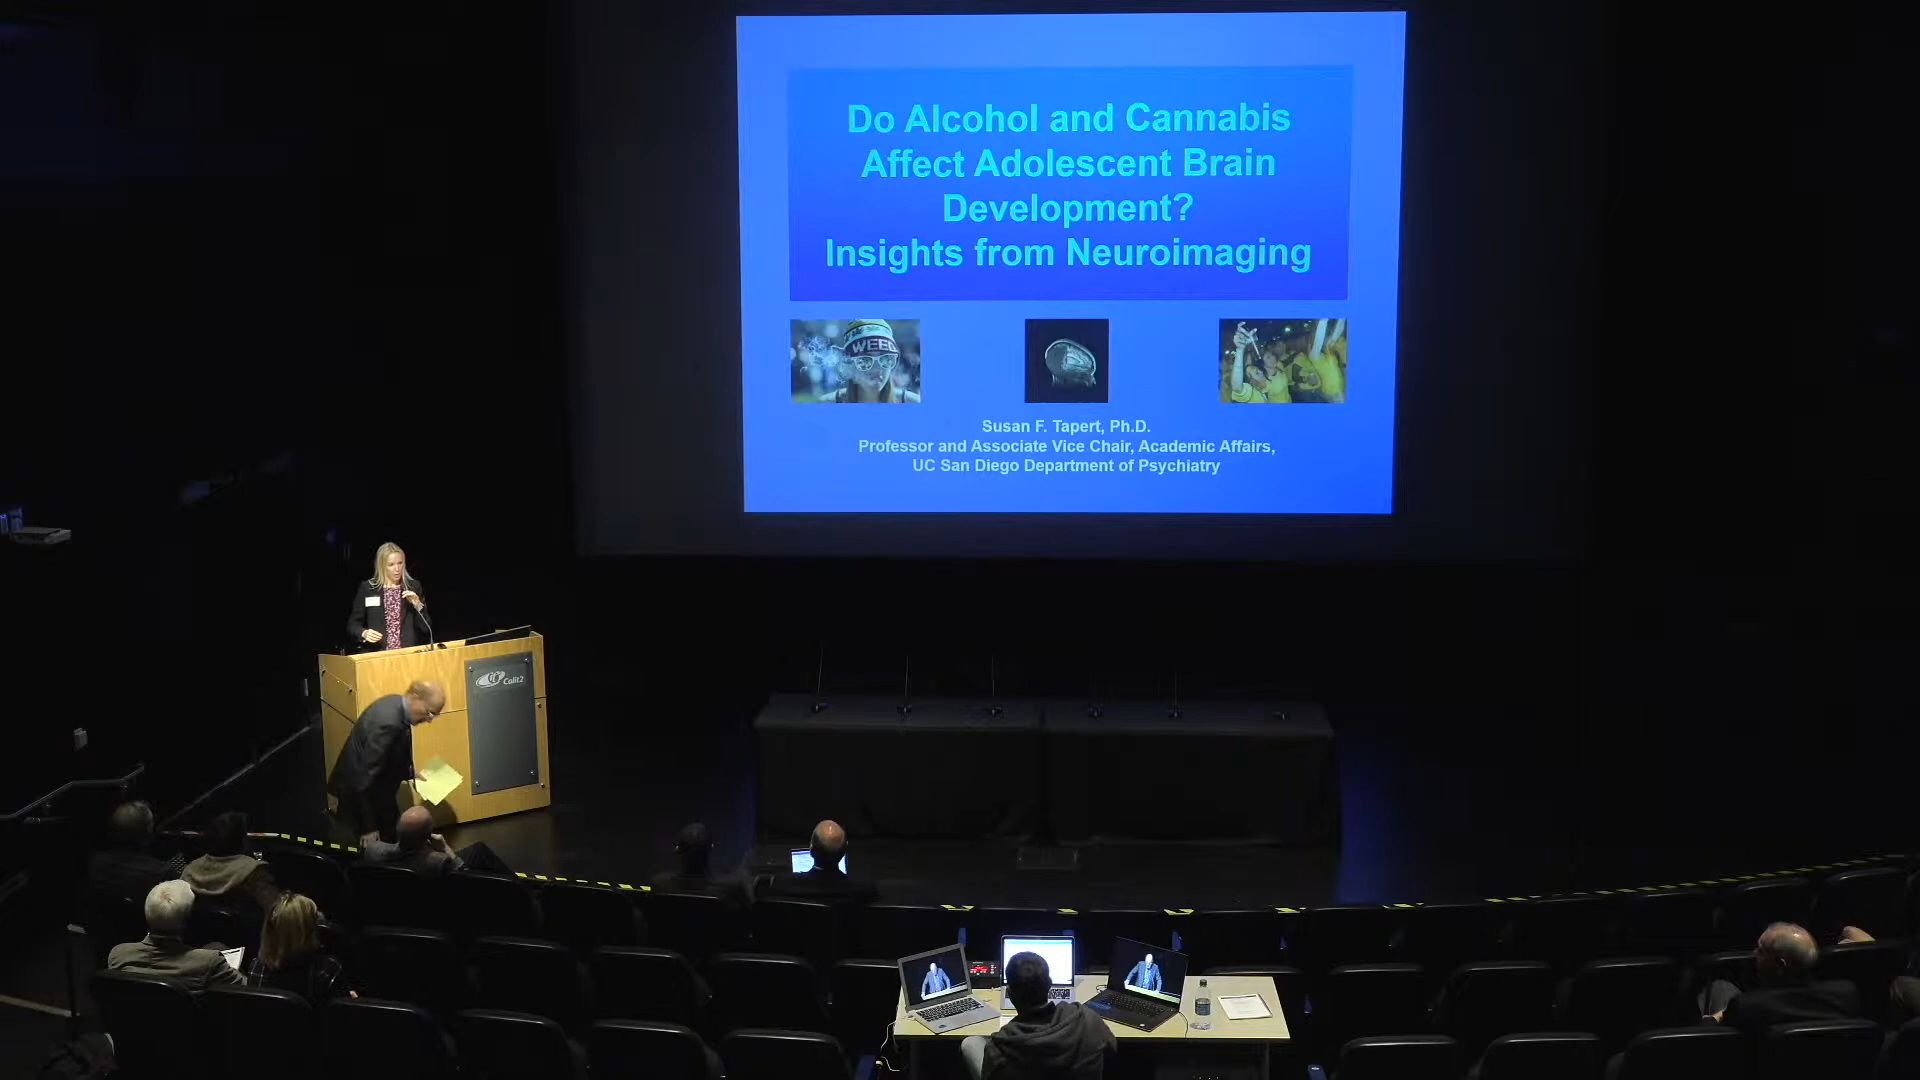 Do Alcohol and Cannabis
Affect Adolescent Brain
Development?
Insights from Neuroimaging
WEED
Susan F. Tapert, Ph.D.
Professor and Associate Vice Chair, Academic Affairs,
UC San Diego Department of Psychiatry
Calit2